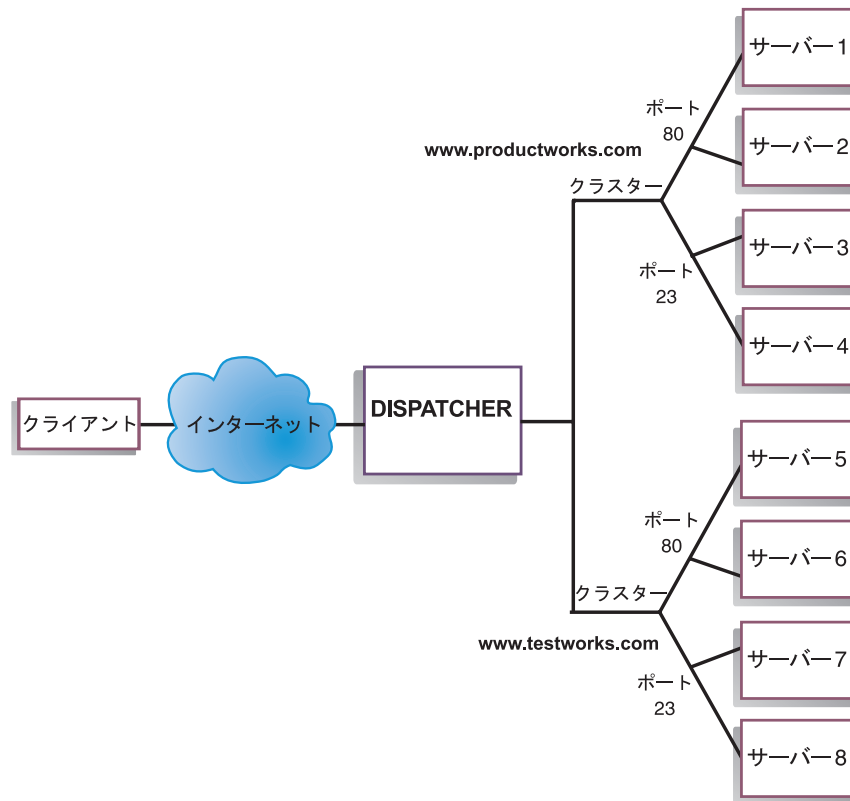 サーバー1
ポート
80
サーバー2
www.productworks.com
クラスター
サーバー3
ポート
23
サーバー4
クライアント
インターネット
DISPATCHER
サーバー5
ポート
80
サーバー6
クラスター
www.testworks.com
サーバー7
ポート
23
サーバー8